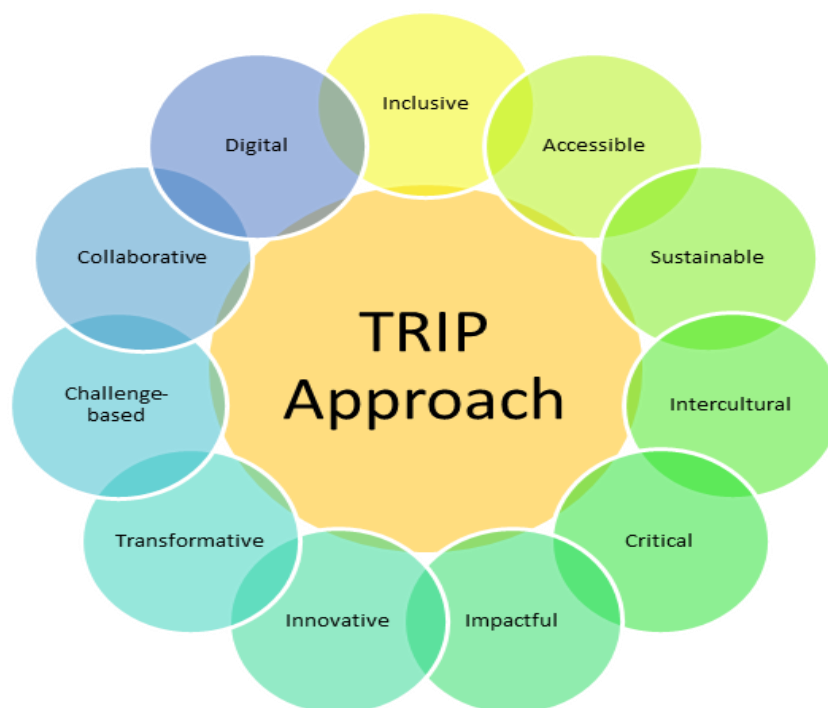 Inclusive
Accessible
Sustainable
Intercultural
Critical
Impactful
Innovative
Transformative
Challenge-
based
Collaborative
Digital
TRIP
Approach